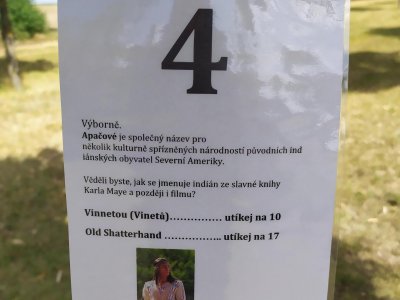 4
Výborně.
Apačové je společný název pro
několik kulturně spřízněných národností původních ind
iánských obyvatel Severní Ameriky.
Věděli byste, jak se jmenuje indián ze slavné knihy
Karla Maye a později i filmu?
Vinnetou (Vinetů)…………… utíkej na 10
Old Shatterhand …………….. utíkej na 17